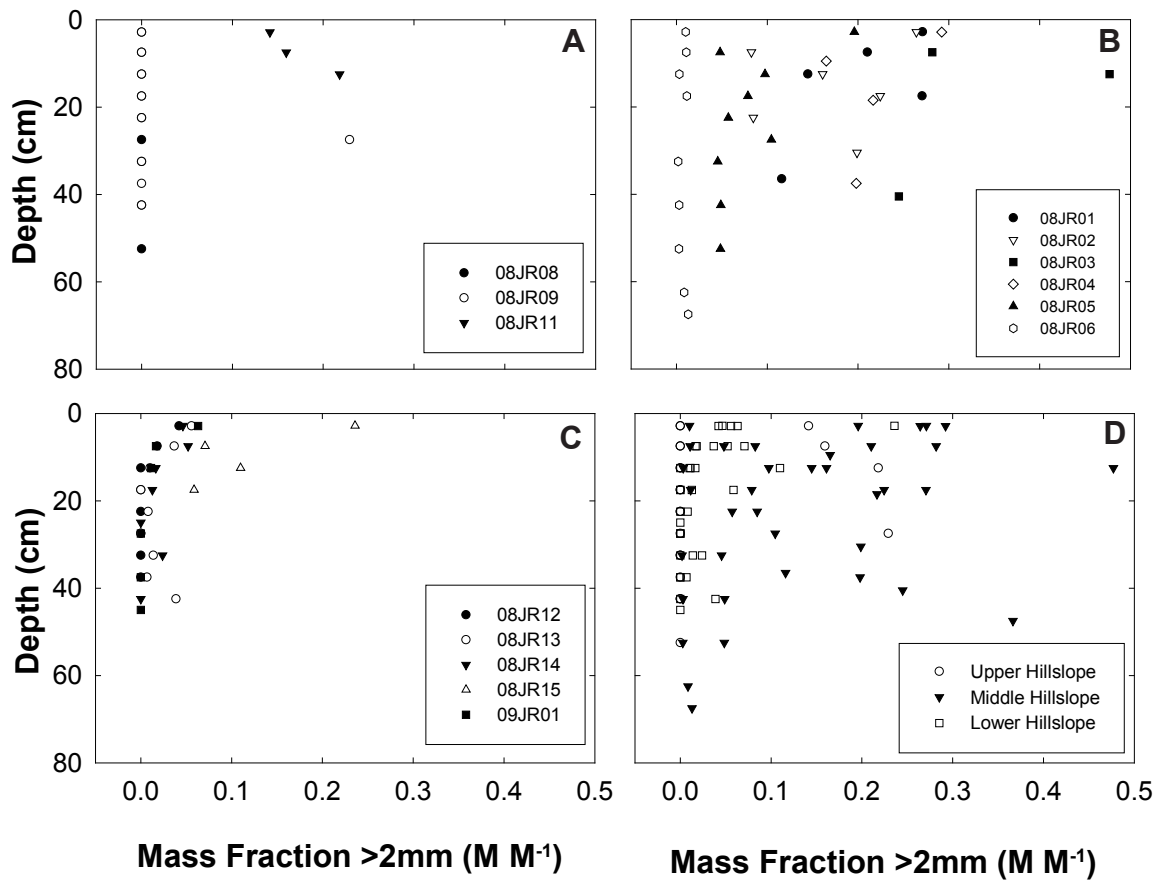 0
20
40
60
80
Depth (cm)
A
08JR08
08JR09
08JR11
B
08JR01
08JR02
08JR03
08JR04
08JR05
08JR06
0
20
40
60
80
Depth (cm)
C
08JR12
08JR13
08JR14
08JR15
09JR01
0.0 0.1 0.2 0.3 0.4 0.5
Mass Fraction >2mm (M M⁻¹)
D
Upper Hillslope
Middle Hillslope
Lower Hillslope
0.0 0.1 0.2 0.3 0.4 0.5
Mass Fraction >2mm (M M⁻¹)